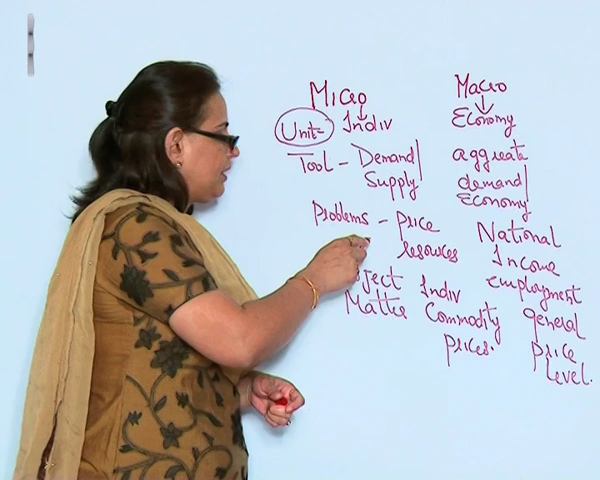 Micro Macro
Unit Indiv Economy
Tool - Demand/ aggreate
Supply demand/
Economy
Problems - Price National
Resources Income
ject Indiv employment
Matter Commodity general
prices. price
level.